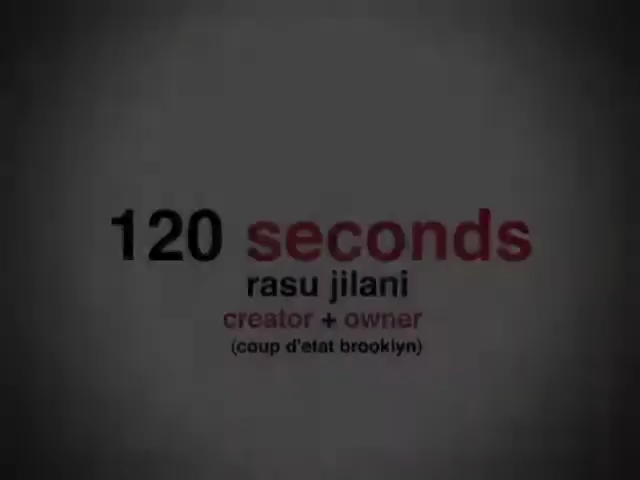 120 seconds
rasu jilani
creator + owner
(coup d'etat brooklyn)